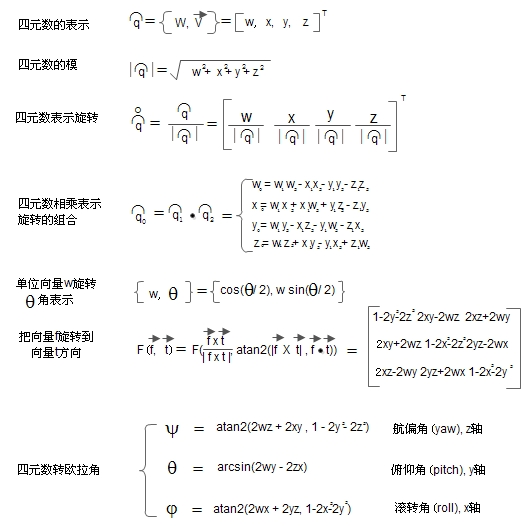 四元数的表示 q = { w, v } = [ w, x, y, z ]ᵀ
四元数的模 |q| = √ w²+ x²+ y²+ z²
四元数表示旋转 q = q / |q| = [ w / |q| x / |q| y / |q| z / |q| ]ᵀ
四元数相乘表示
旋转的组合
q₀ = q₁ • q₂ =
w₀ = w₁w₂ - x₁x₂ - y₁y₂ - z₁z₂
x₀ = w₁x₂ + x₁w₂ + y₁z₂ - z₁y₂
y₀ = w₁y₂ - x₁z₂ - y₁w₂ - z₁x₂
z₀ = w₁z₂ + x₁y₂ - y₁x₂ + z₁w₂
单位向量w旋转
θ角表示
{ w, θ } = { cos(θ/2), w sin(θ/2) }
把向量f旋转到
向量t方向
F (f, t) = F( f x t / | f x t |, atan2(|f X t| , f • t)) =
1-2y²-2z² 2xy-2wz 2xz+2wy
2xy+2wz 1-2x²-2z² 2yz-2wx
2xz-2wy 2yz+2wx 1-2x²-2y²
四元数转欧拉角
ψ = atan2(2wz + 2xy , 1 - 2y²- 2z²) 航偏角 (yaw), z轴
θ = arcsin(2wy - 2zx) 俯仰角 (pitch), y轴
φ = atan2(2wx + 2yz, 1-2x²-2y²) 滚转角 (roll), x轴